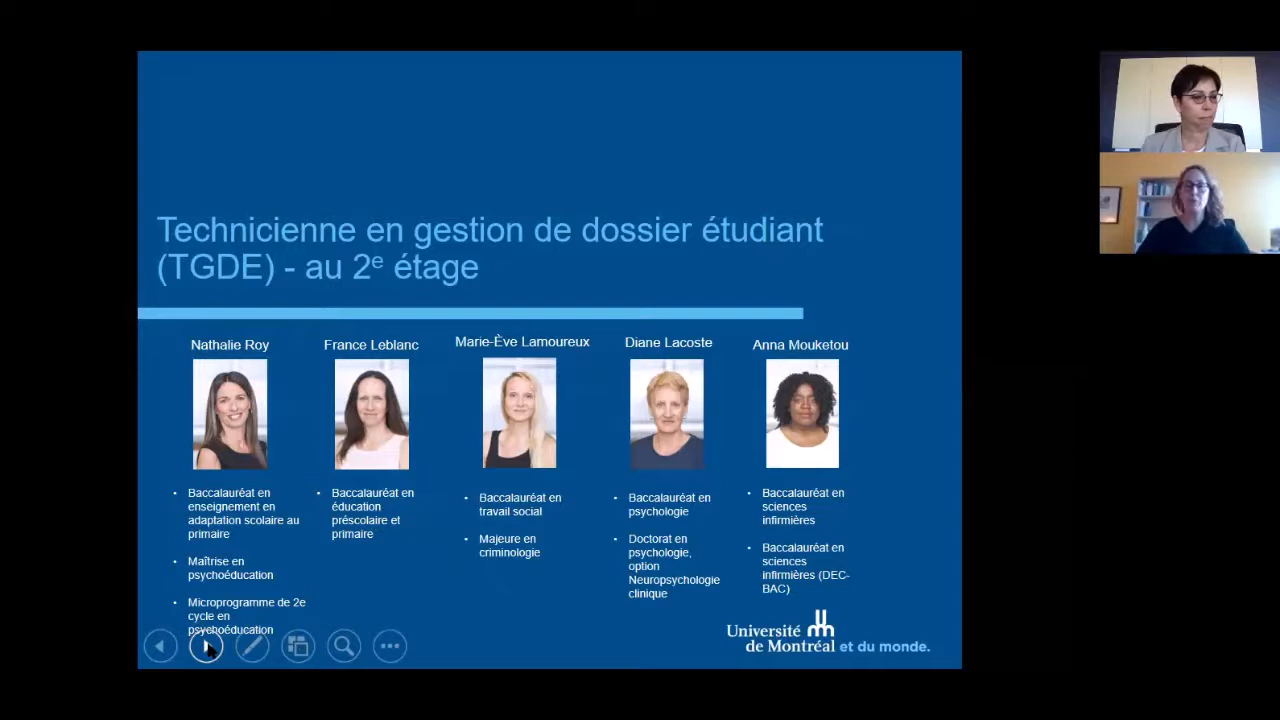 Technicienne en gestion de dossier étudiant
(TGDE) - au 2e étage
Nathalie Roy
France Leblanc
Marie-Ève Lamoureux
Diane Lacoste
Anna Mouketou
• Baccalauréat en
enseignement en
adaptation scolaire au
primaire
• Maîtrise en
psychoéducation
• Microprogramme de 2e
cycle en
psychoéducation
• Baccalauréat en
éducation
préscolaire et
primaire
• Baccalauréat en
travail social
• Majeure en
criminologie
• Baccalauréat en
psychologie
• Doctorat en
psychologie,
option
Neuropsychologie
clinique
• Baccalauréat en
sciences
infirmières
• Baccalauréat en
sciences
infirmières (DEC-
BAC)
Université
de Montréal et du monde.